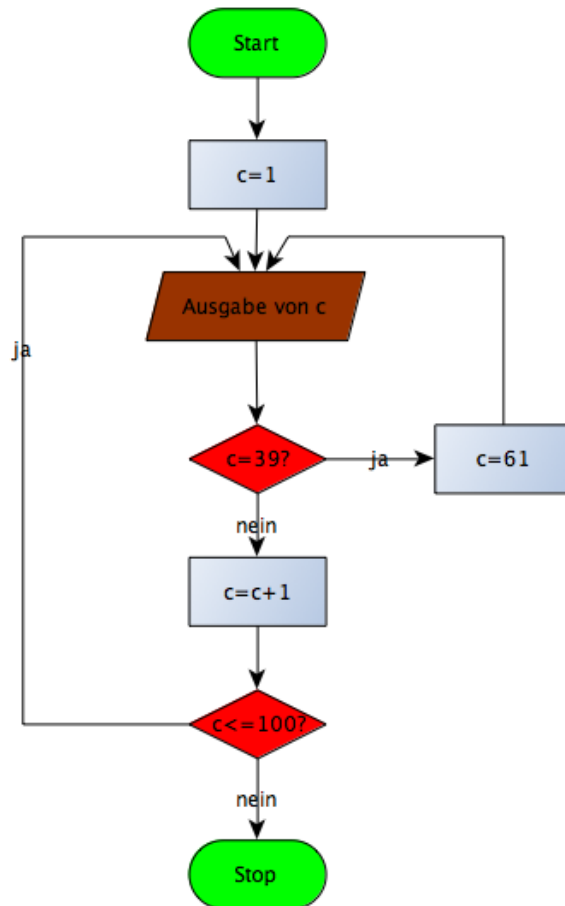 Start
c=1
Ausgabe von c
ja
c=39?
ja
c=61
nein
c=c+1
c<=100?
nein
Stop